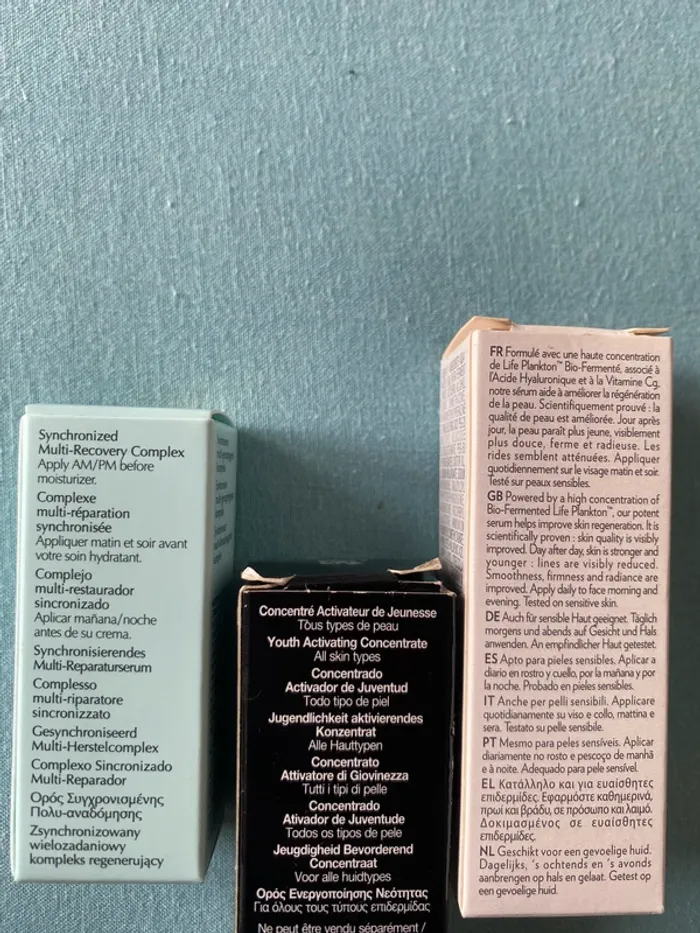 Synchronized
Multi-Recovery Complex
Apply AM/PM before
moisturizer.
Complexe
multi-réparation
synchronisée
Appliquer matin et soir avant
votre soin hydratant.
Complejo
multi-restaurador
sincronizado
Aplicar mañana/noche
antes de su crema.
Synchronisierendes
Multi-Reparaturserum
Complesso
multi-riparatore
sincronizzato
Gesynchroniseerd
Multi-Herstelcomplex
Complexo Sincronizado
Multi-Reparador
Ορός Συγχρονισμένης
Πολυ-αναδόμησης
Zsynchronizowany
wielozadaniowy
kompleks regenerujący
Concentré Activateur de Jeunesse
Tous types de peau
Youth Activating Concentrate
All skin types
Concentrado
Activador de Juventud
Todo tipo de piel
Jugendlichkeit aktivierendes
Konzentrat
Alle Hauttypen
Concentrato
Attivatore di Giovinezza
Tutti i tipi di pelle
Concentrado
Ativador de Juventude
Todos os tipos de pele
Jeugdigheid Bevorderend
Concentraat
Voor alle huidtypes
Ορός Ενεργοποίησης Νεότητας
Για όλους τους τύπους επιδερμίδας
Ne peut être vendu séparément /
FR Formulé avec une haute concentration
de Life Plankton™ Bio-Fermenté, associé à
l'Acide Hyaluronique et à la Vitamine Cg,
notre sérum aide à améliorer la régénération
de la peau. Scientifiquement prouvé : la
qualité de peau est améliorée. Jour après
jour, la peau paraît plus jeune, visiblement
plus douce, ferme et radieuse. Les
rides semblent atténuées. Appliquer
quotidiennement sur le visage matin et soir.
Testé sur peaux sensibles.
GB Powered by a high concentration of
Bio-Fermented Life Plankton™, our potent
serum helps improve skin regeneration. It is
scientifically proven : skin quality is visibly
improved. Day after day, skin is stronger and
younger : lines are visibly reduced.
Smoothness, firmness and radiance are
improved. Apply daily to face morning and
evening. Tested on sensitive skin.
DE Auch für sensible Haut geeignet. Täglich
morgens und abends auf Gesicht und Hals
anwenden. An empfindlicher Haut getestet.
ES Apto para pieles sensibles. Aplicar a
diario en rostro y cuello, por la mañana y por
la noche. Probado en pieles sensibles.
IT Anche per pelli sensibili. Applicare
quotidianamente su viso e collo, mattina e
sera. Testato su pelle sensibile.
PT Mesmo para peles sensíveis. Aplicar
diariamente no rosto e pescoço de manhã
e à noite. Adequado para pele sensível.
EL Κατάλληλο και για ευαίσθητες
επιδερμίδες. Εφαρμόστε καθημερινά,
πρωί και βράδυ, σε πρόσωπο και λαιμό.
Δοκιμασμένος σε ευαίσθητες
επιδερμίδες.
NL Geschikt voor een gevoelige huid.
Dagelijks, 's ochtends en 's avonds
aanbrengen op hals en gelaat. Getest op
een gevoelige huid.